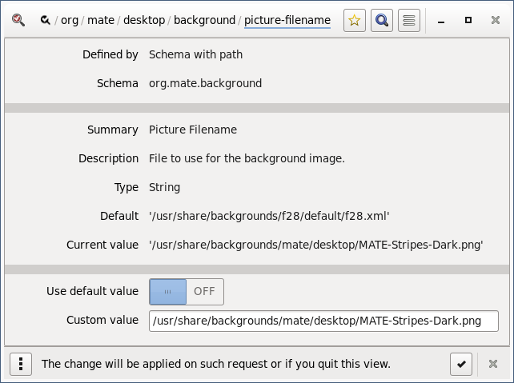 / org / mate / desktop / background / picture-filename
Defined by Schema with path
Schema org.mate.background
Summary Picture Filename
Description File to use for the background image.
Type String
Default '/usr/share/backgrounds/f28/default/f28.xml'
Current value '/usr/share/backgrounds/mate/desktop/MATE-Stripes-Dark.png'
Use default value OFF
Custom value /usr/share/backgrounds/mate/desktop/MATE-Stripes-Dark.png
The change will be applied on such request or if you quit this view.